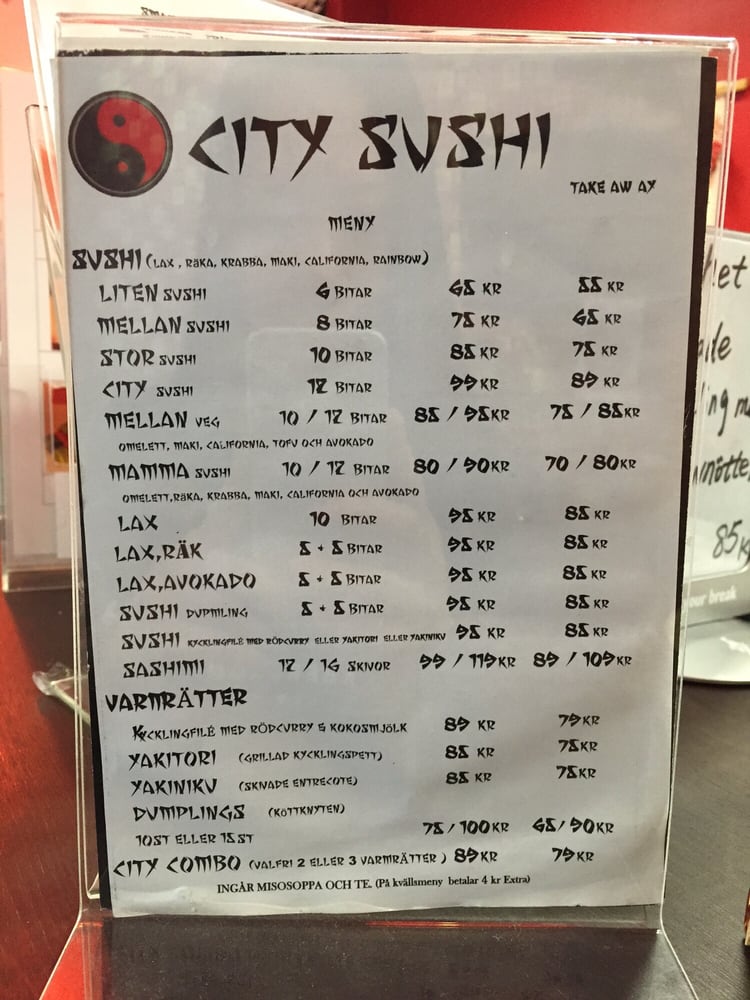 CITY SUSHI
TAKE AW AY
MENY
SUSHI (LAX , RÄKA, KRABBA, MAKI, CALIFORNIA, RAINBOW)
LITEN SUSHI 6 BITAR 65 KR 55 KR
MELLAN SUSHI 8 BITAR 75 KR 65 KR
STOR SUSHI 10 BITAR 85 KR 75 KR
CITY SUSHI 12 BITAR 99 KR 89 KR
MELLAN VEG 10 / 12 BITAR 85 / 95KR 75 / 85KR
OMELETT, MAKI, CALIFORNIA, TOFU OCH AVOKADO
MAMMA SUSHI 10 / 12 BITAR 80 / 90KR 70 / 80KR
OMELETT,RÄKA, KRABBA, MAKI, CALIFORNIA OCH AVOKADO
LAX 10 BITAR 95 KR 85 KR
LAX,RÄK 5 + 5 BITAR 95 KR 85 KR
LAX,AVOKADO 5 + 5 BITAR 95 KR 85 KR
SUSHI DUPMLING 5 + 5 BITAR 95 KR 85 KR
SUSHI KYCKLINGFILÉ MED RÖDCURRY ELLER YAKITORI ELLER YAKINIKU 95 KR 85 KR
SASHIMI 12 / 16 SKIVOR 99 / 119KR 89 / 109KR
VARMRÄTTER
KYCKLINGFILÉ MED RÖDCURRY & KOKOSMJÖLK 89 KR 79KR
YAKITORI (GRILLAD KYCKLINGSPETT) 85 KR 75KR
YAKINIKU (SKIVADE ENTRECOTE) 85 KR 75KR
DUMPLINGS (KÖTTKNYTEN)
10ST ELLER 15ST 75 / 100KR 65/ 90KR
CITY COMBO (VALFRI 2 ELLER 3 VARMRÄTTER ) 89KR 79KR
INGÅR MISOSOPPA OCH TE. (På kvällsmeny betalar 4 kr Extra)
85 K
our break